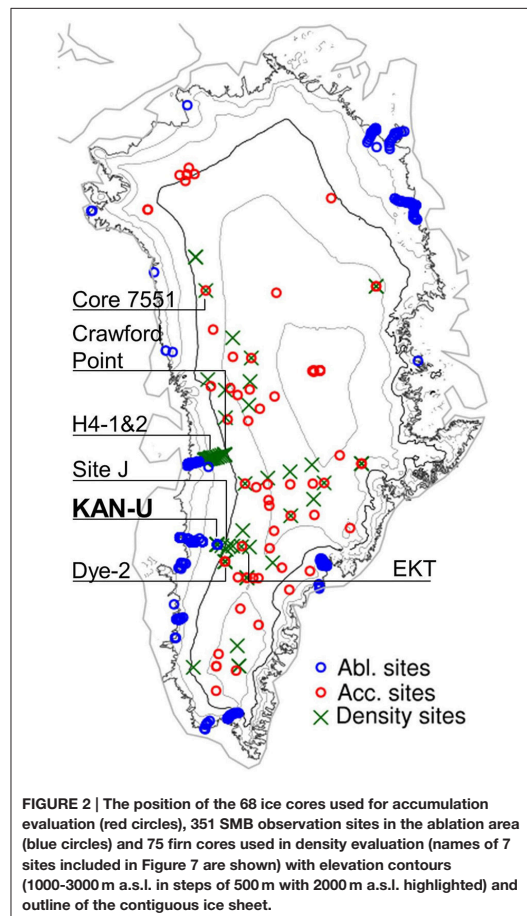 Core 7551
Crawford
Point
H4-1&2
Site J
KAN-U
Dye-2
EKT
Abl. sites
Acc. sites
Density sites
FIGURE 2 | The position of the 68 ice cores used for accumulation
evaluation (red circles), 351 SMB observation sites in the ablation area
(blue circles) and 75 firn cores used in density evaluation (names of 7
sites included in Figure 7 are shown) with elevation contours
(1000-3000 m a.s.l. in steps of 500 m with 2000 m a.s.l. highlighted) and
outline of the contiguous ice sheet.